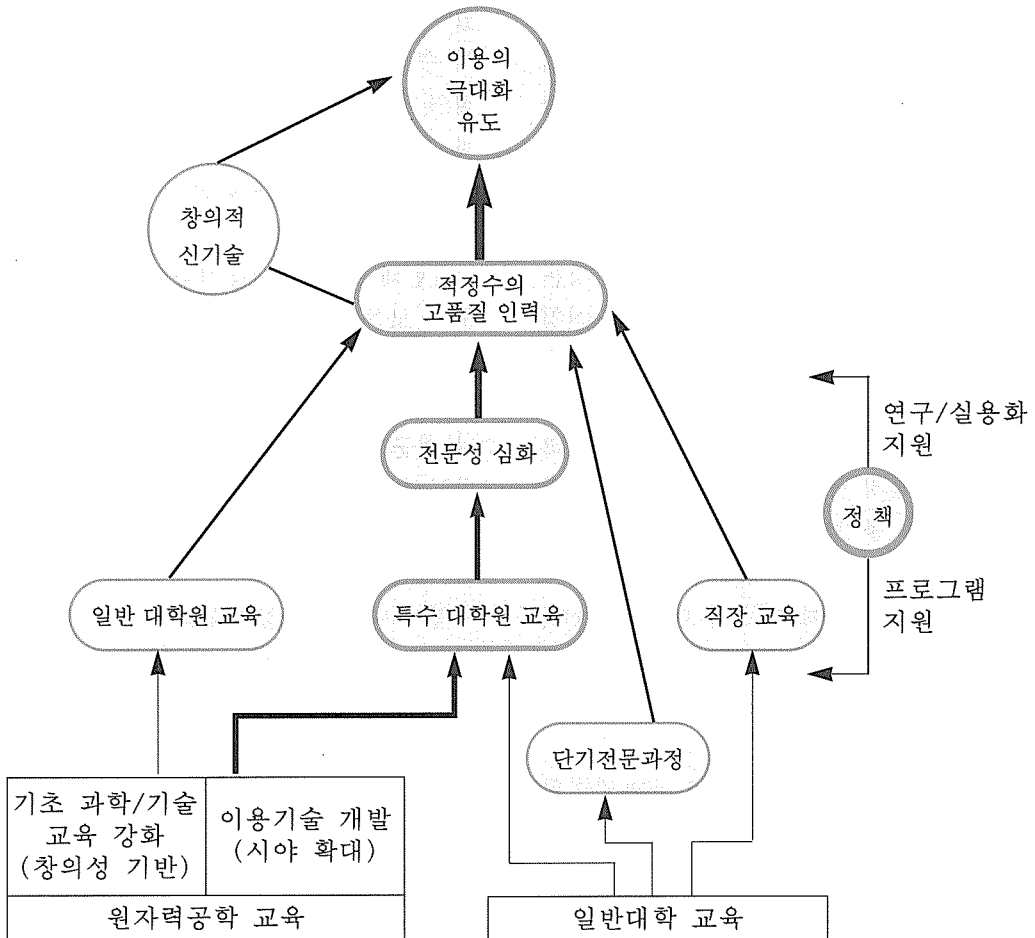 이용의
극대화
유도
창의적
신기술
적정수의
고품질 인력
전문성 심화
연구/실용화
지원
정 책
프로그램
지원
일반 대학원 교육
특수 대학원 교육
직장 교육
단기전문과정
기초 과학/기술
교육 강화
(창의성 기반)
이용기술 개발
(시야 확대)
원자력공학 교육
일반대학 교육